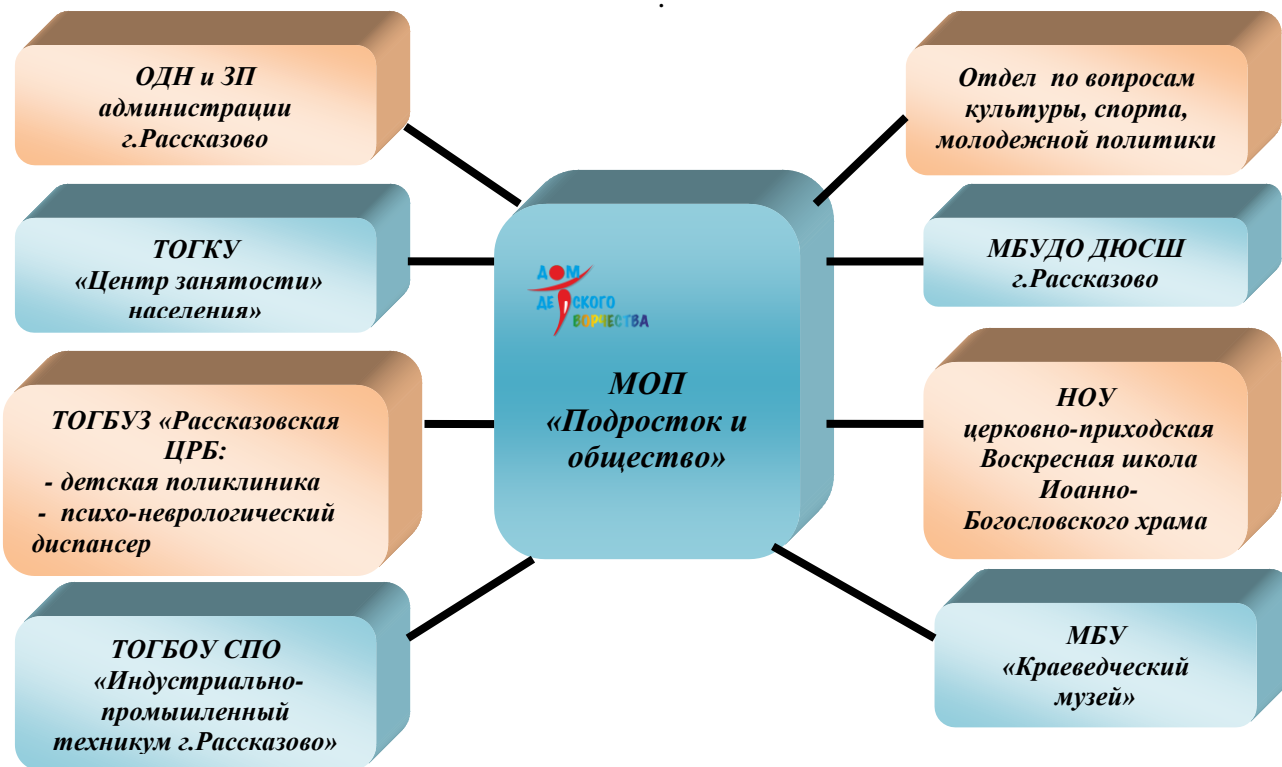 .
ОДН и ЗП
администрации
г.Рассказово
Отдел по вопросам
культуры, спорта,
молодежной политики
ТОГКУ
«Центр занятости»
населения»
МБУДО ДЮСШ
г.Рассказово
ДОМ
ДЕТСКОГО
ВОРЧЕСТВА
МОП
«Подросток и
общество»
ТОГБУЗ «Рассказовская
ЦРБ:
- детская поликлиника
- психо-неврологический
диспансер
НОУ
церковно-приходская
Воскресная школа
Иоанно-
Богословского храма
ТОГБОУ СПО
«Индустриально-
промышленный
техникум г.Рассказово»
МБУ
«Краеведческий
музей»